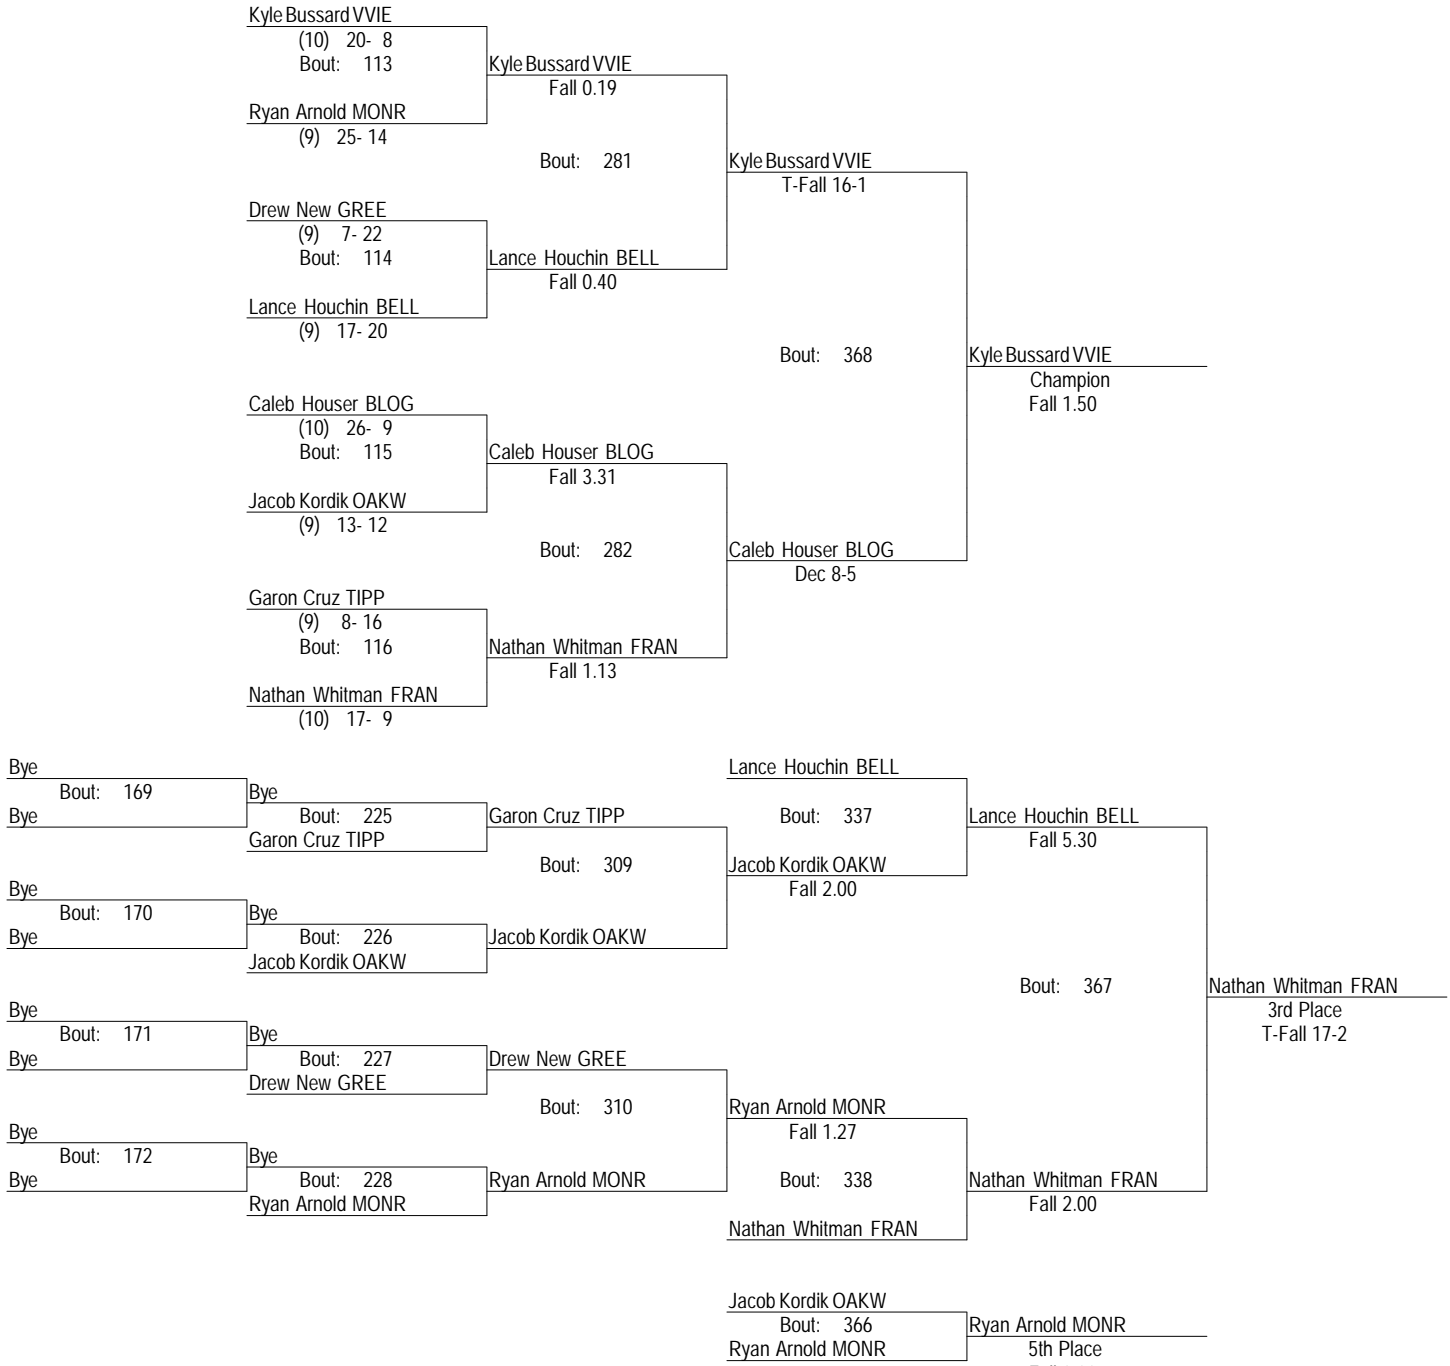 Kyle Bussard VVIE
(10) 20- 8
Bout: 113
Kyle Bussard VVIE
Fall 0.19
Ryan Arnold MONR
(9) 25- 14
Bout: 281
Kyle Bussard VVIE
T-Fall 16-1
Drew New GREE
(9) 7- 22
Bout: 114
Lance Houchin BELL
Fall 0.40
Lance Houchin BELL
(9) 17- 20
Bout: 368
Kyle Bussard VVIE
Champion
Fall 1.50
Caleb Houser BLOG
(10) 26- 9
Bout: 115
Caleb Houser BLOG
Fall 3.31
Jacob Kordik OAKW
(9) 13- 12
Bout: 282
Caleb Houser BLOG
Dec 8-5
Garon Cruz TIPP
(9) 8- 16
Bout: 116
Nathan Whitman FRAN
Fall 1.13
Nathan Whitman FRAN
(10) 17- 9
Bye
Bout: 169
Bye
Bye
Bout: 225
Garon Cruz TIPP
Garon Cruz TIPP
Bout: 309
Lance Houchin BELL
Bout: 337
Lance Houchin BELL
Fall 5.30
Jacob Kordik OAKW
Fall 2.00
Bye
Bout: 170
Bye
Bye
Bout: 226
Jacob Kordik OAKW
Jacob Kordik OAKW
Bout: 367
Nathan Whitman FRAN
3rd Place
T-Fall 17-2
Bye
Bout: 171
Bye
Bye
Bout: 227
Drew New GREE
Drew New GREE
Bout: 310
Ryan Arnold MONR
Fall 1.27
Bye
Bout: 172
Bye
Bye
Bout: 228
Ryan Arnold MONR
Ryan Arnold MONR
Bout: 338
Nathan Whitman FRAN
Fall 2.00
Nathan Whitman FRAN
Jacob Kordik OAKW
Bout: 366
Ryan Arnold MONR
Ryan Arnold MONR
5th Place